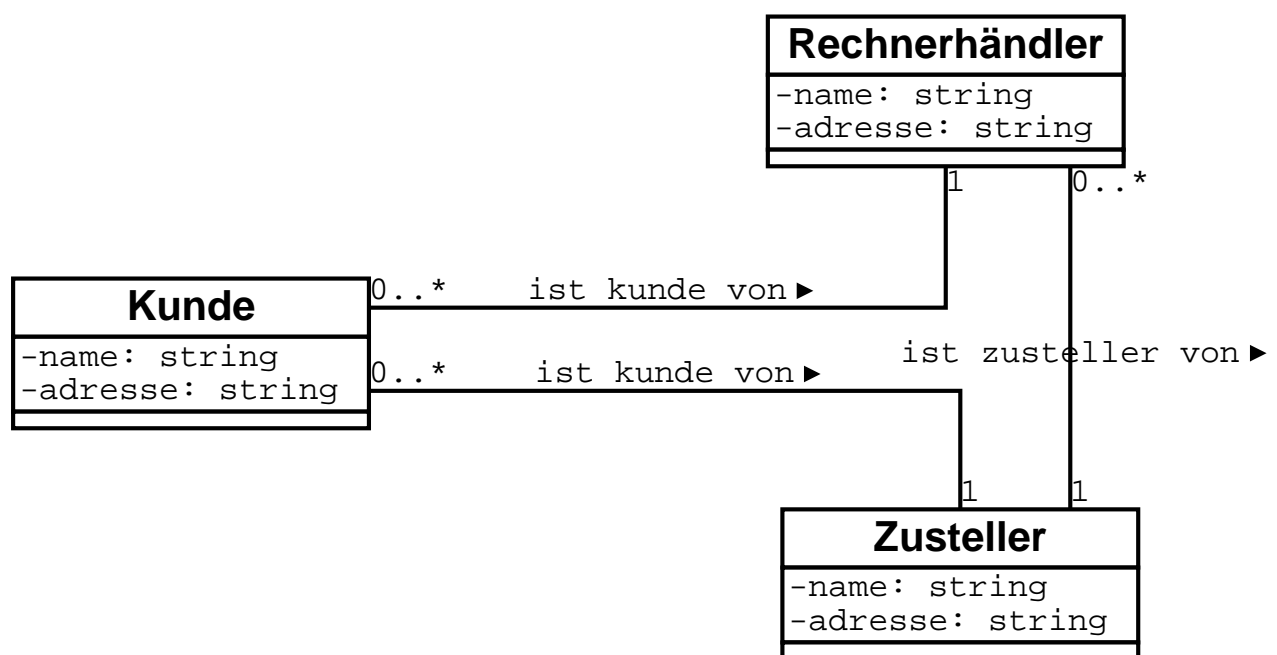 Rechnerhändler
-name: string
-adresse: string
1
0..*
0..* ist kunde von ►
Kunde
-name: string
-adresse: string
ist zusteller von ►
0..* ist kunde von ►
1
1
Zusteller
-name: string
-adresse: string